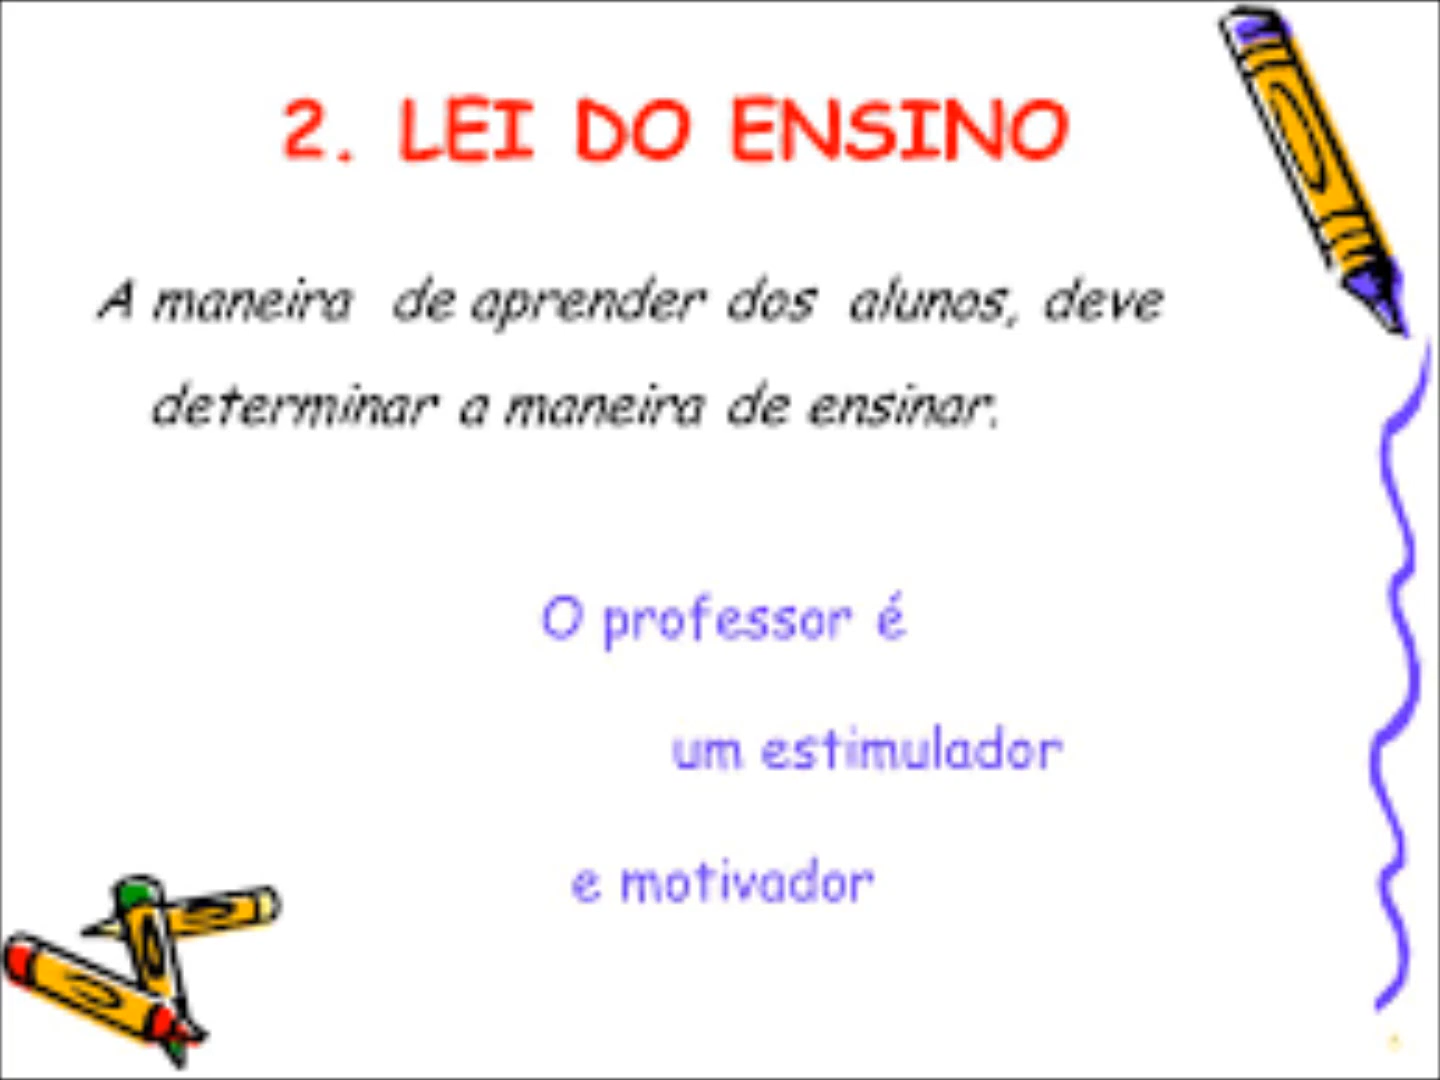 2. LEI DO ENSINO
A maneira de aprender dos alunos, deve
determinar a maneira de ensinar.
O professor é
um estimulador
e motivador